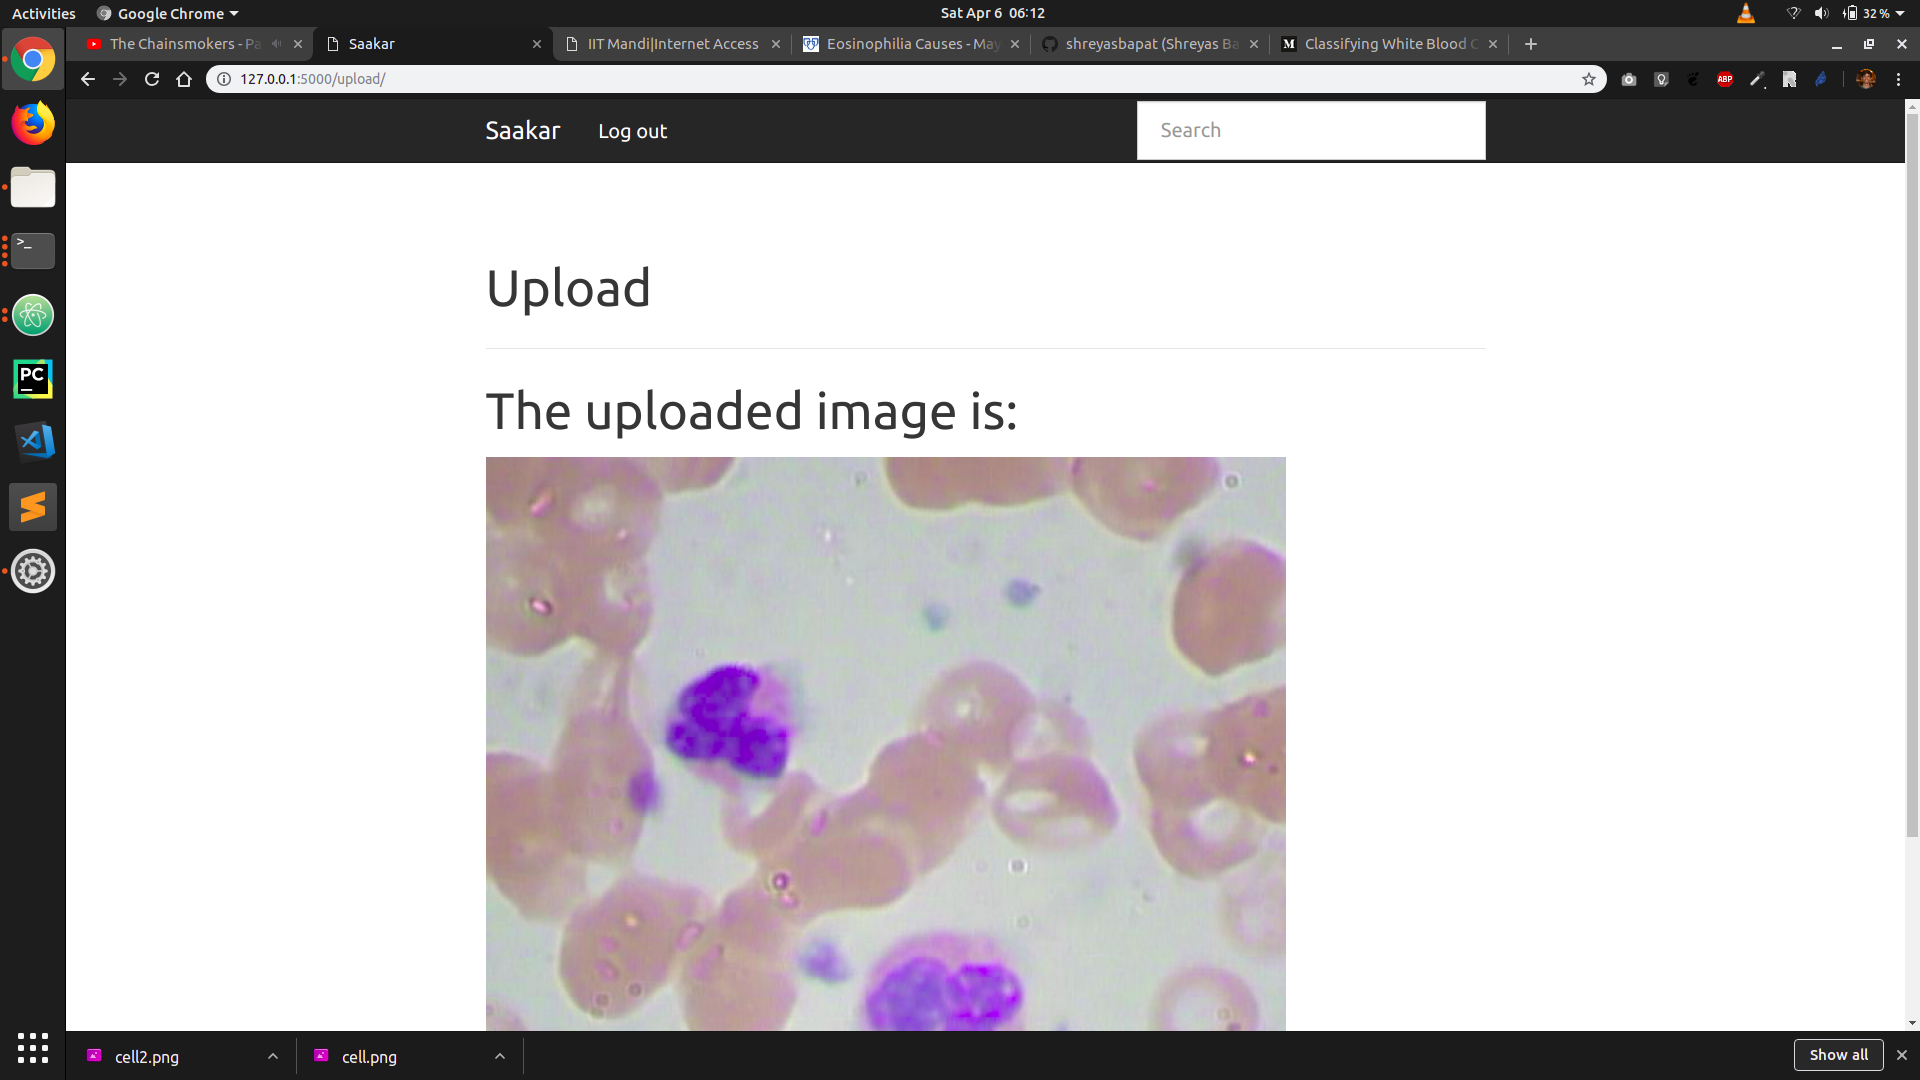 Activities
Google Chrome
Sat Apr 6 06:12
32 %
The Chainsmokers - Pa
Saakar
IIT Mandi|Internet Access
Eosinophilia Causes - May
shreyasbapat (Shreyas Ba
Classifying White Blood C
127.0.0.1:5000/upload/
ABP
Saakar
Log out
Search
Upload
The uploaded image is:
PC
cell2.png
cell.png
Show all